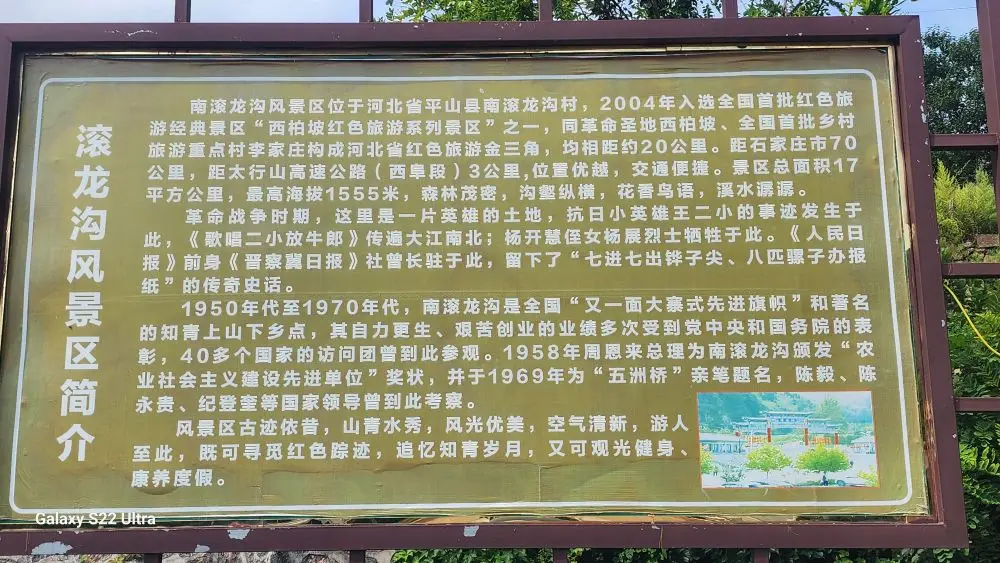 滚龙沟风景区简介
南滚龙沟风景区位于河北省平山县南滚龙沟村，2004年入选全国首批红色旅
游经典景区“西柏坡红色旅游系列景区”之一，同革命圣地西柏坡、全国首批乡村
旅游重点村李家庄构成河北省红色旅游金三角，均相距约20公里。距石家庄市70
公里，距太行山高速公路（西阜段）3公里,位置优越，交通便捷。景区总面积17
平方公里，最高海拔1555米，森林茂密，沟壑纵横，花香鸟语，溪水潺潺。
革命战争时期，这里是一片英雄的土地，抗日小英雄王二小的事迹发生于
此，《歌唱二小放牛郎》传遍大江南北；杨开慧侄女杨展烈士牺牲于此。《人民日
报》前身《晋察冀日报》社曾长驻于此，留下了“七进七出铧子尖、八匹骡子办报
纸”的传奇史话。
1950年代至1970年代，南滚龙沟是全国“又一面大寨式先进旗帜”和著名
的知青上山下乡点，其自力更生、艰苦创业的业绩多次受到党中央和国务院的表
彰，40多个国家的访问团曾到此参观。1958年周恩来总理为南滚龙沟颁发“农
业社会主义建设先进单位”奖状，并于1969年为“五洲桥”亲笔题名，陈毅、陈
永贵、纪登奎等国家领导曾到此考察。
风景区古迹依昔，山青水秀，风光优美，空气清新，游人
至此，既可寻觅红色踪迹，追忆知青岁月，又可观光健身、
康养度假。
Galaxy S22 Ultra